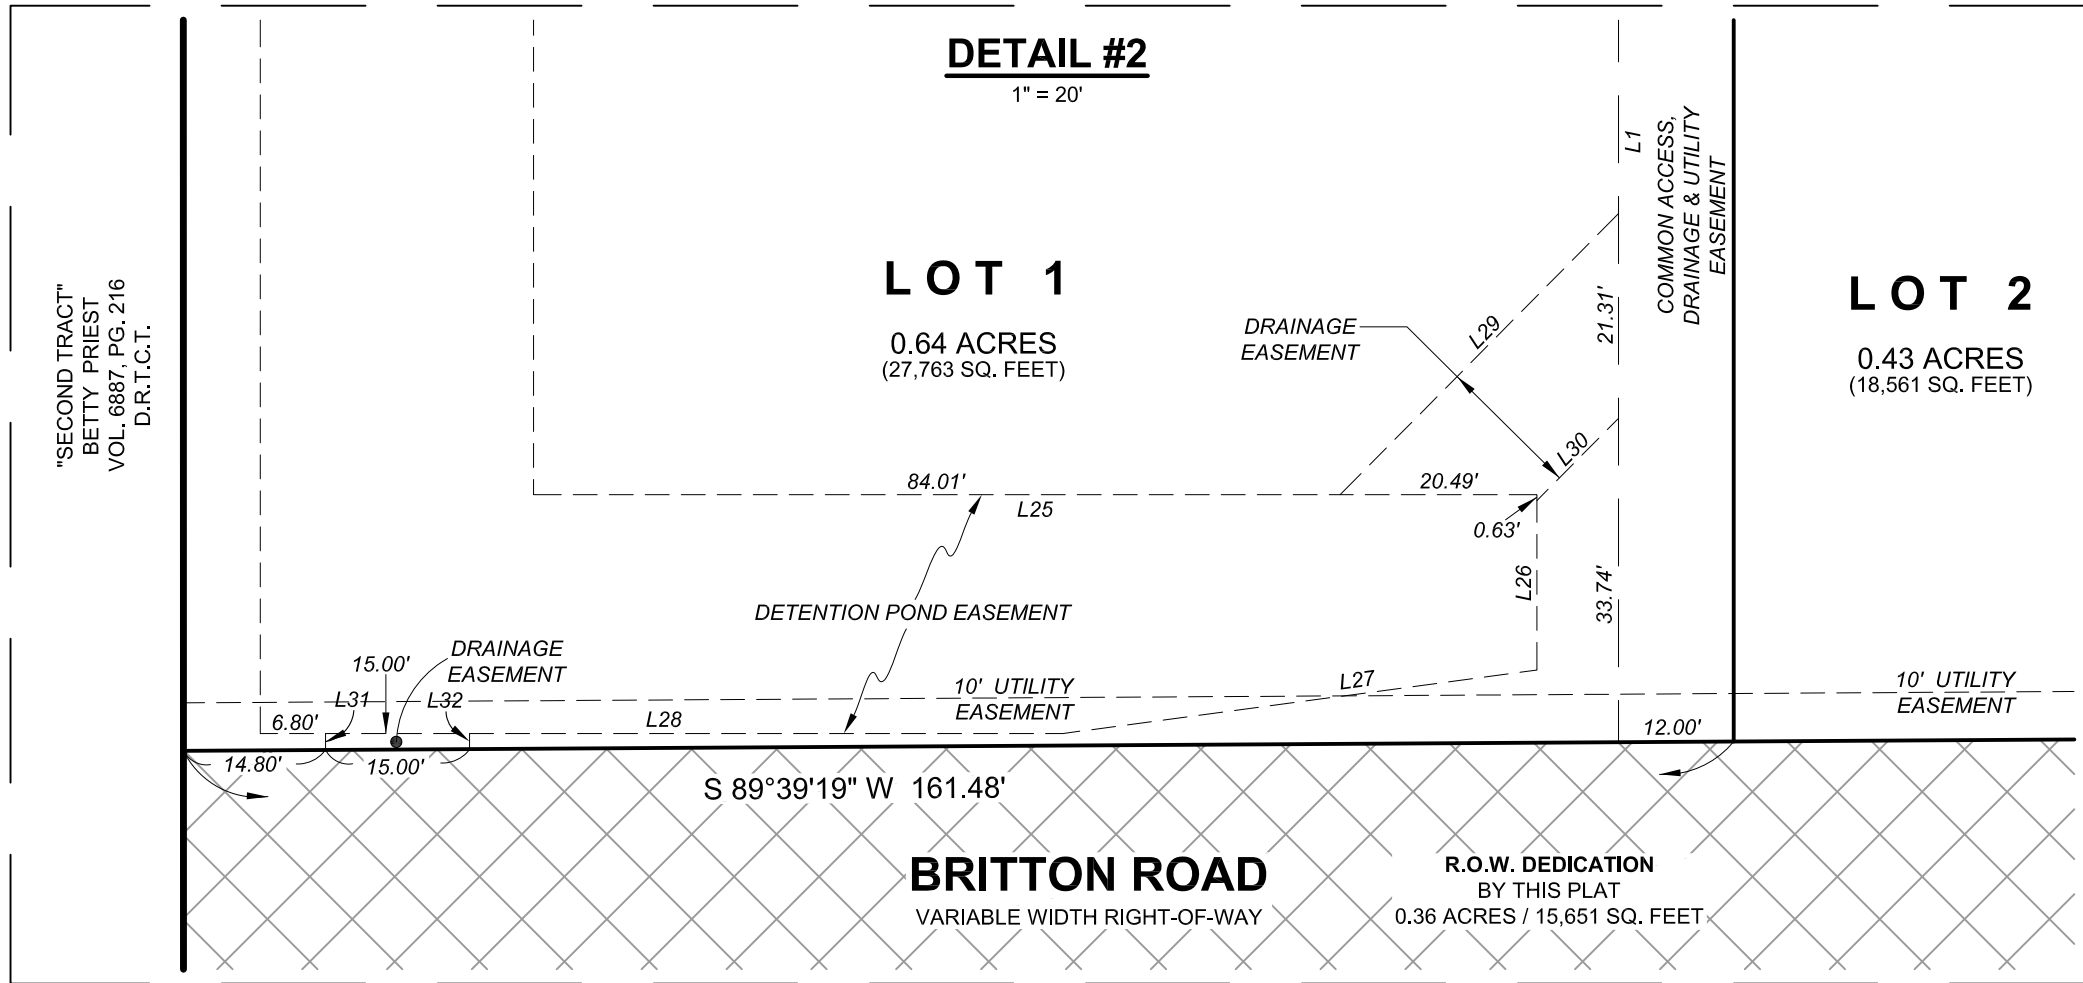 DETAIL #2
1" = 20'
"SECOND TRACT"
BETTY PRIEST
VOL. 6887, PG. 216
D.R.T.C.T.
LOT 1
0.64 ACRES
(27,763 SQ. FEET)
L1
COMMON ACCESS,
DRAINAGE & UTILITY
EASEMENT
LOT 2
0.43 ACRES
(18,561 SQ. FEET)
DRAINAGE
EASEMENT
L29
21.31'
L30
84.01'
L25
20.49'
0.63'
L26
33.74'
DETENTION POND EASEMENT
DRAINAGE
EASEMENT
15.00'
L31
L32
6.80'
L28
10' UTILITY
EASEMENT
L27
10' UTILITY
EASEMENT
12.00'
14.80'
15.00'
S 89°39'19" W 161.48'
BRITTON ROAD
VARIABLE WIDTH RIGHT-OF-WAY
R.O.W. DEDICATION
BY THIS PLAT
0.36 ACRES / 15,651 SQ. FEET